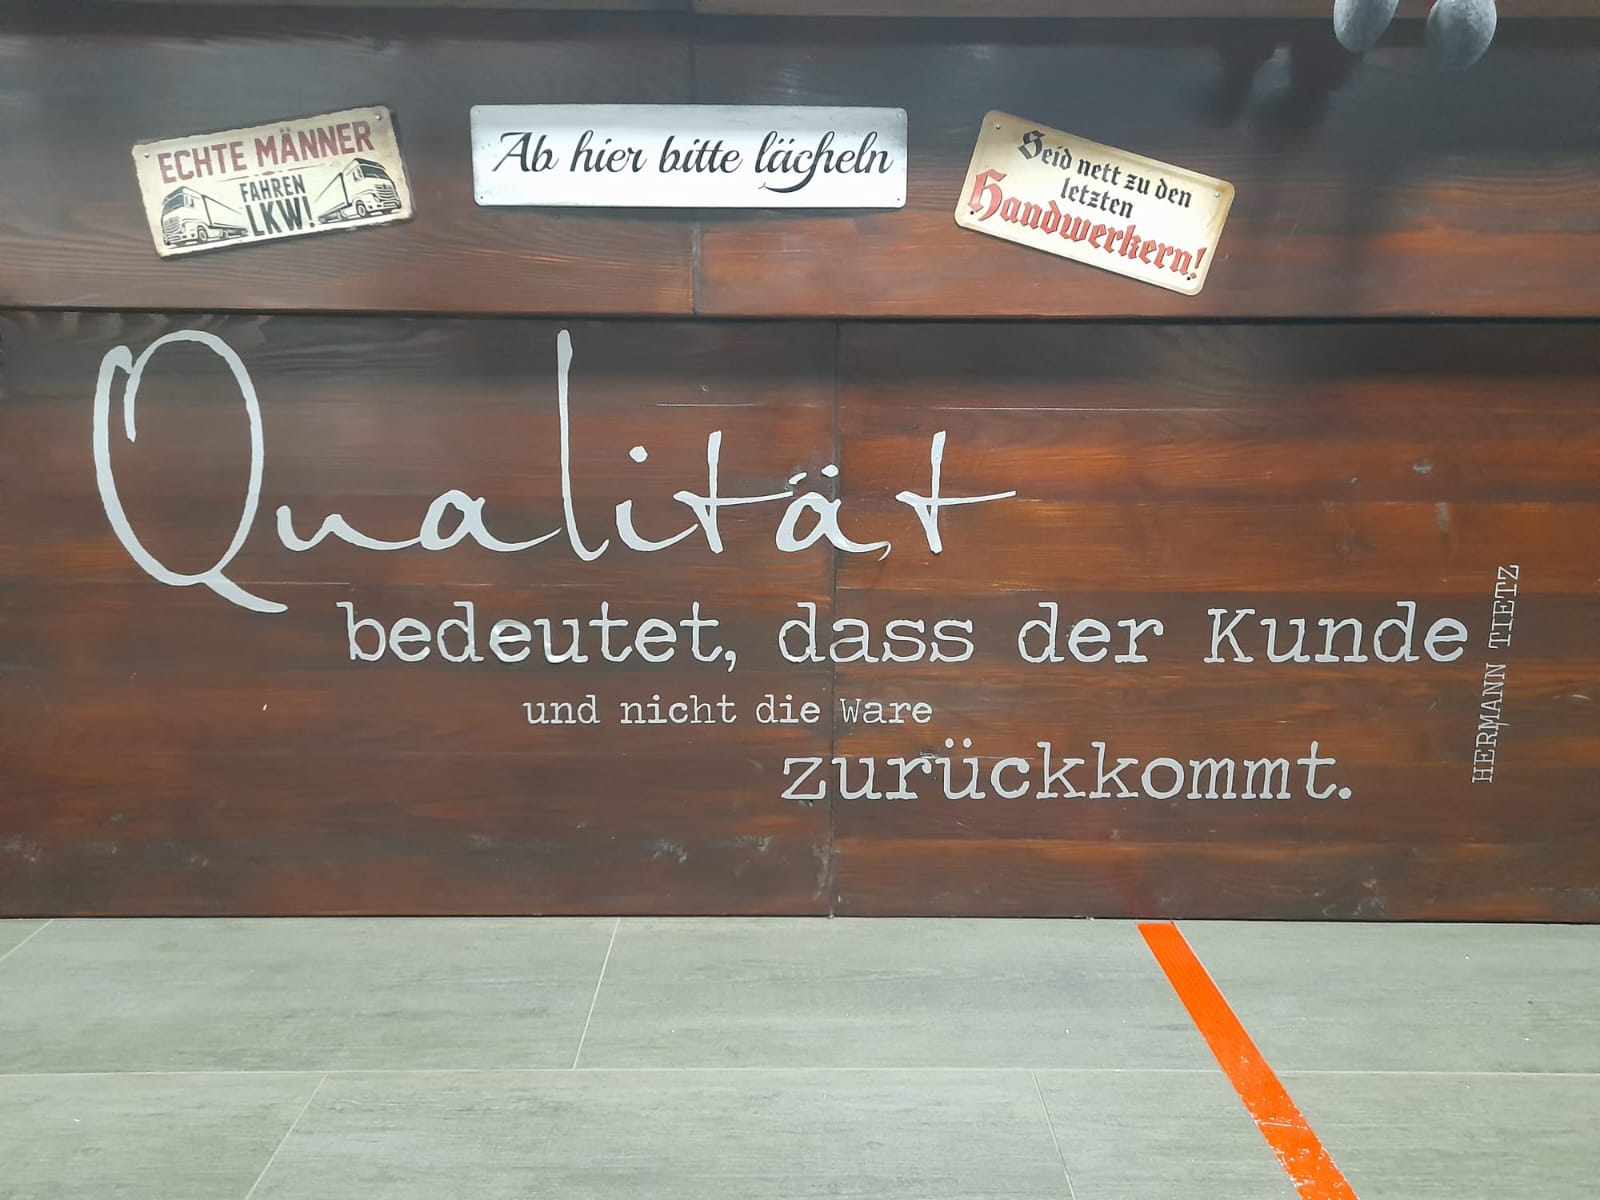 ECHTE MÄNNER
FAHREN
LKW!
Ab hier bitte lächeln
Seid nett zu den
letzten
Handwerkern!
Qualität
bedeutet, dass der Kunde
und nicht die Ware
zurückkommt.
HERMANN TIETZ